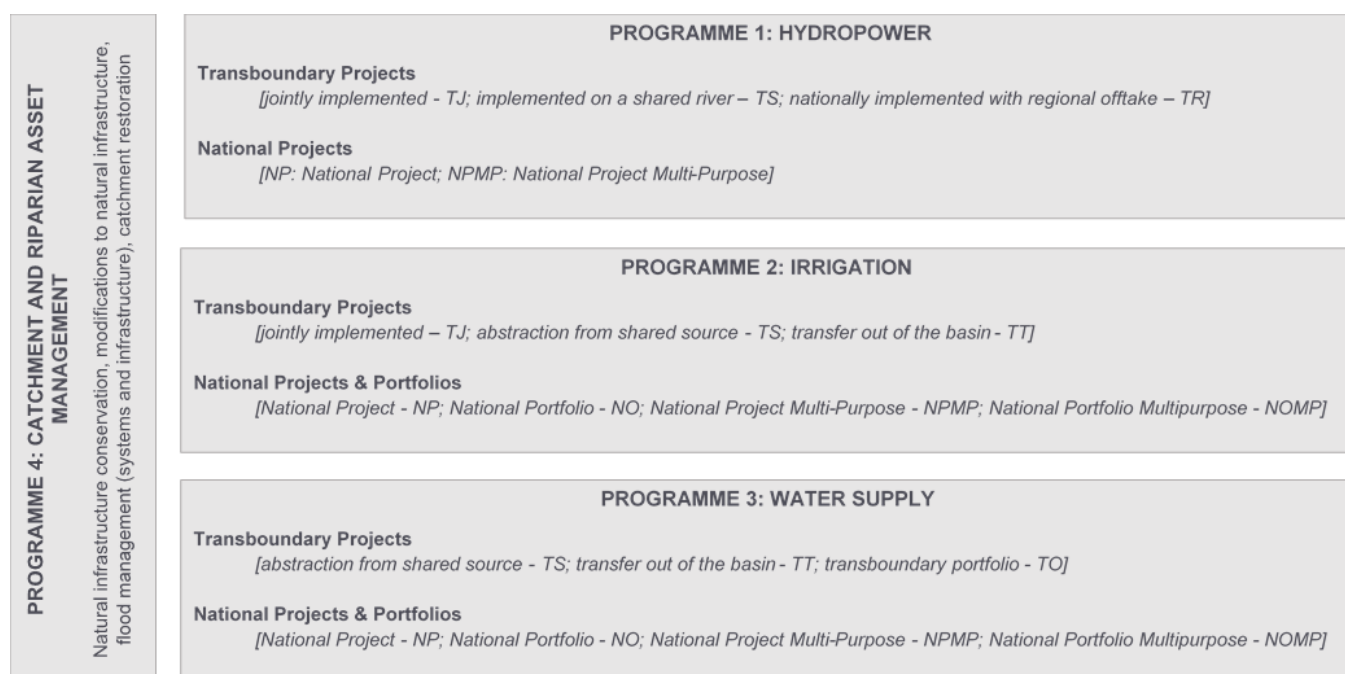 PROGRAMME 4: CATCHMENT AND RIPARIAN ASSET
MANAGEMENT
Natural infrastructure conservation, modifications to natural infrastructure,
flood management (systems and infrastructure), catchment restoration
PROGRAMME 1: HYDROPOWER
Transboundary Projects
[jointly implemented - TJ; implemented on a shared river – TS; nationally implemented with regional offtake – TR]
National Projects
[NP: National Project; NPMP: National Project Multi-Purpose]
PROGRAMME 2: IRRIGATION
Transboundary Projects
[jointly implemented – TJ; abstraction from shared source - TS; transfer out of the basin - TT]
National Projects & Portfolios
[National Project - NP; National Portfolio - NO; National Project Multi-Purpose - NPMP; National Portfolio Multipurpose - NOMP]
PROGRAMME 3: WATER SUPPLY
Transboundary Projects
[abstraction from shared source - TS; transfer out of the basin - TT; transboundary portfolio - TO]
National Projects & Portfolios
[National Project - NP; National Portfolio - NO; National Project Multi-Purpose - NPMP; National Portfolio Multipurpose - NOMP]